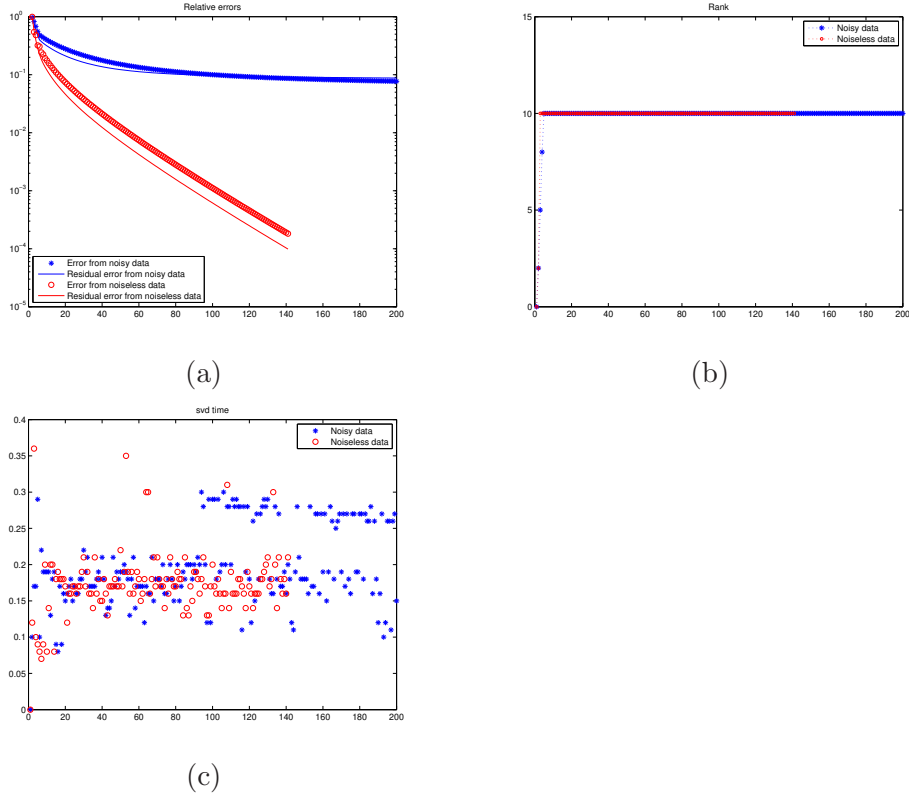 Relative errors
10^0
10^-1
10^-2
10^-3
10^-4
10^-5
0 20 40 60 80 100 120 140 160 180 200
Error from noisy data
Residual error from noisy data
Error from noiseless data
Residual error from noiseless data
(a)
Rank
15
10
5
0
0 20 40 60 80 100 120 140 160 180 200
Noisy data
Noiseless data
(b)
svd time
0.4
0.35
0.3
0.25
0.2
0.15
0.1
0.05
0
0 20 40 60 80 100 120 140 160 180 200
Noisy data
Noiseless data
(c)